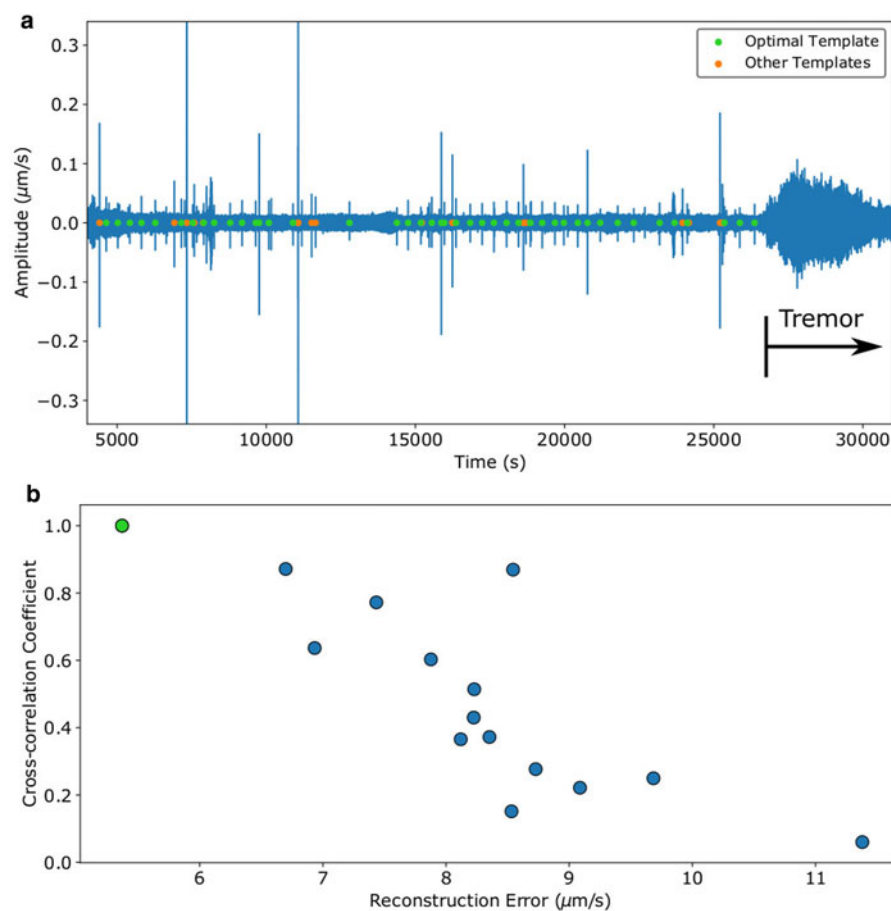 a
0.3
0.2
0.1
0.0
−0.1
−0.2
−0.3
Amplitude (μm/s)
Optimal Template
Other Templates
Tremor
5000 10000 15000 20000 25000 30000
Time (s)
b
1.0
0.8
0.6
0.4
0.2
0.0
Cross-correlation Coefficient
6 7 8 9 10 11
Reconstruction Error (μm/s)